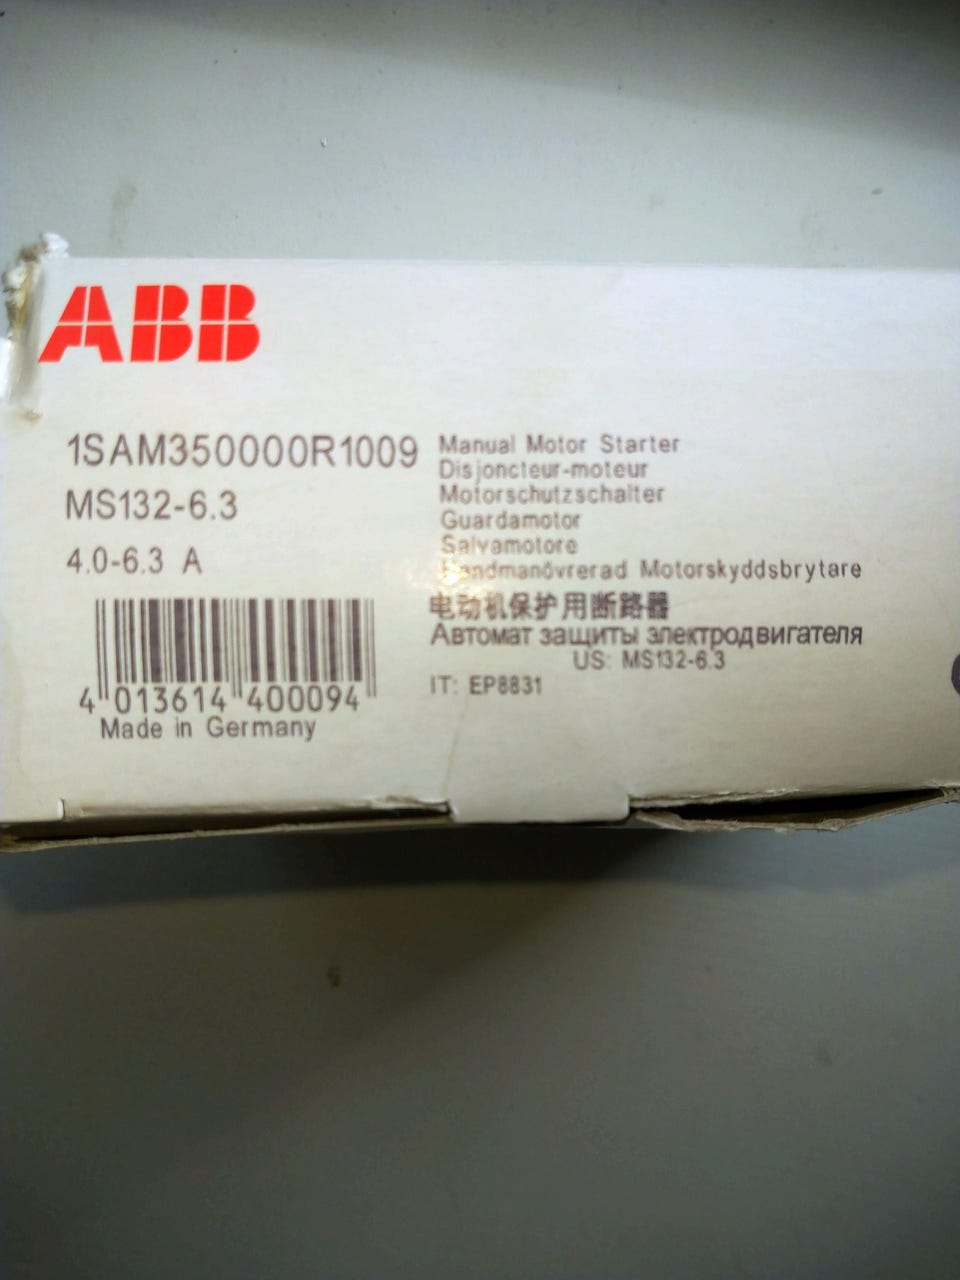 ABB
1SAM350000R1009
MS132-6.3
4.0-6.3 A
4 013614 400094
Made in Germany
Manual Motor Starter
Disjoncteur-moteur
Motorschutzschalter
Guardamotor
Salvamotore
Handmanövrerad Motorskyddsbrytare
电动机保护用断路器
Автомат защиты электродвигателя
US: MS132-6.3
IT: EP8831